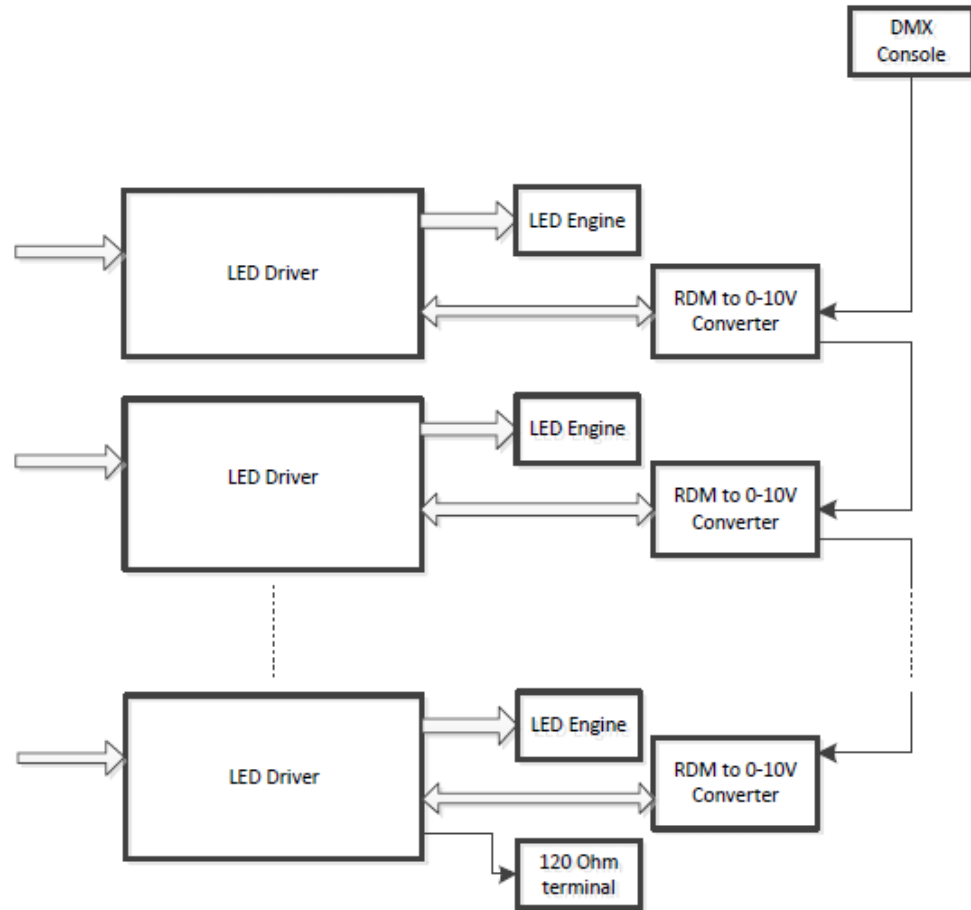 DMX
Console
LED Engine
LED Driver
RDM to 0-10V
Converter
LED Engine
LED Driver
RDM to 0-10V
Converter
LED Engine
LED Driver
RDM to 0-10V
Converter
120 Ohm
terminal